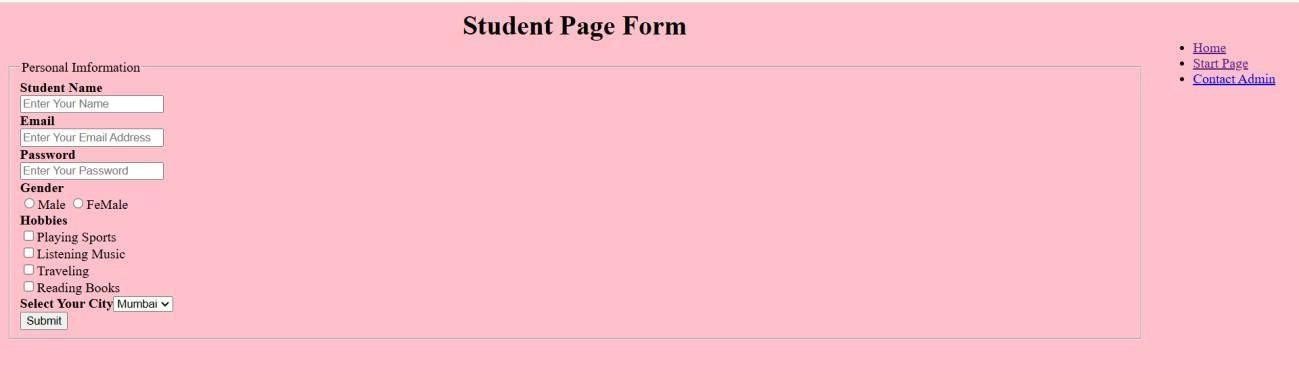 Student Page Form
Home
Start Page
Contact Admin
Personal Imformation
Student Name
Enter Your Name
Email
Enter Your Email Address
Password
Enter Your Password
Gender
Male FeMale
Hobbies
Playing Sports
Listening Music
Traveling
Reading Books
Select Your City Mumbai
Submit